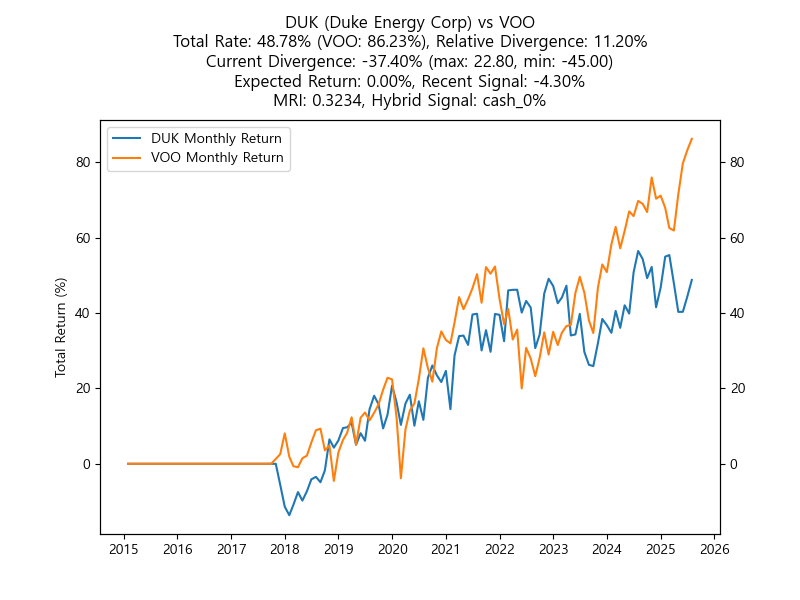 DUK (Duke Energy Corp) vs VOO
Total Rate: 48.78% (VOO: 86.23%), Relative Divergence: 11.20%
Current Divergence: -37.40% (max: 22.80, min: -45.00)
Expected Return: 0.00%, Recent Signal: -4.30%
MRI: 0.3234, Hybrid Signal: cash_0%
DUK Monthly Return
VOO Monthly Return
Total Return (%)
80
60
40
20
0
80
60
40
20
0
2015 2016 2017 2018 2019 2020 2021 2022 2023 2024 2025 2026